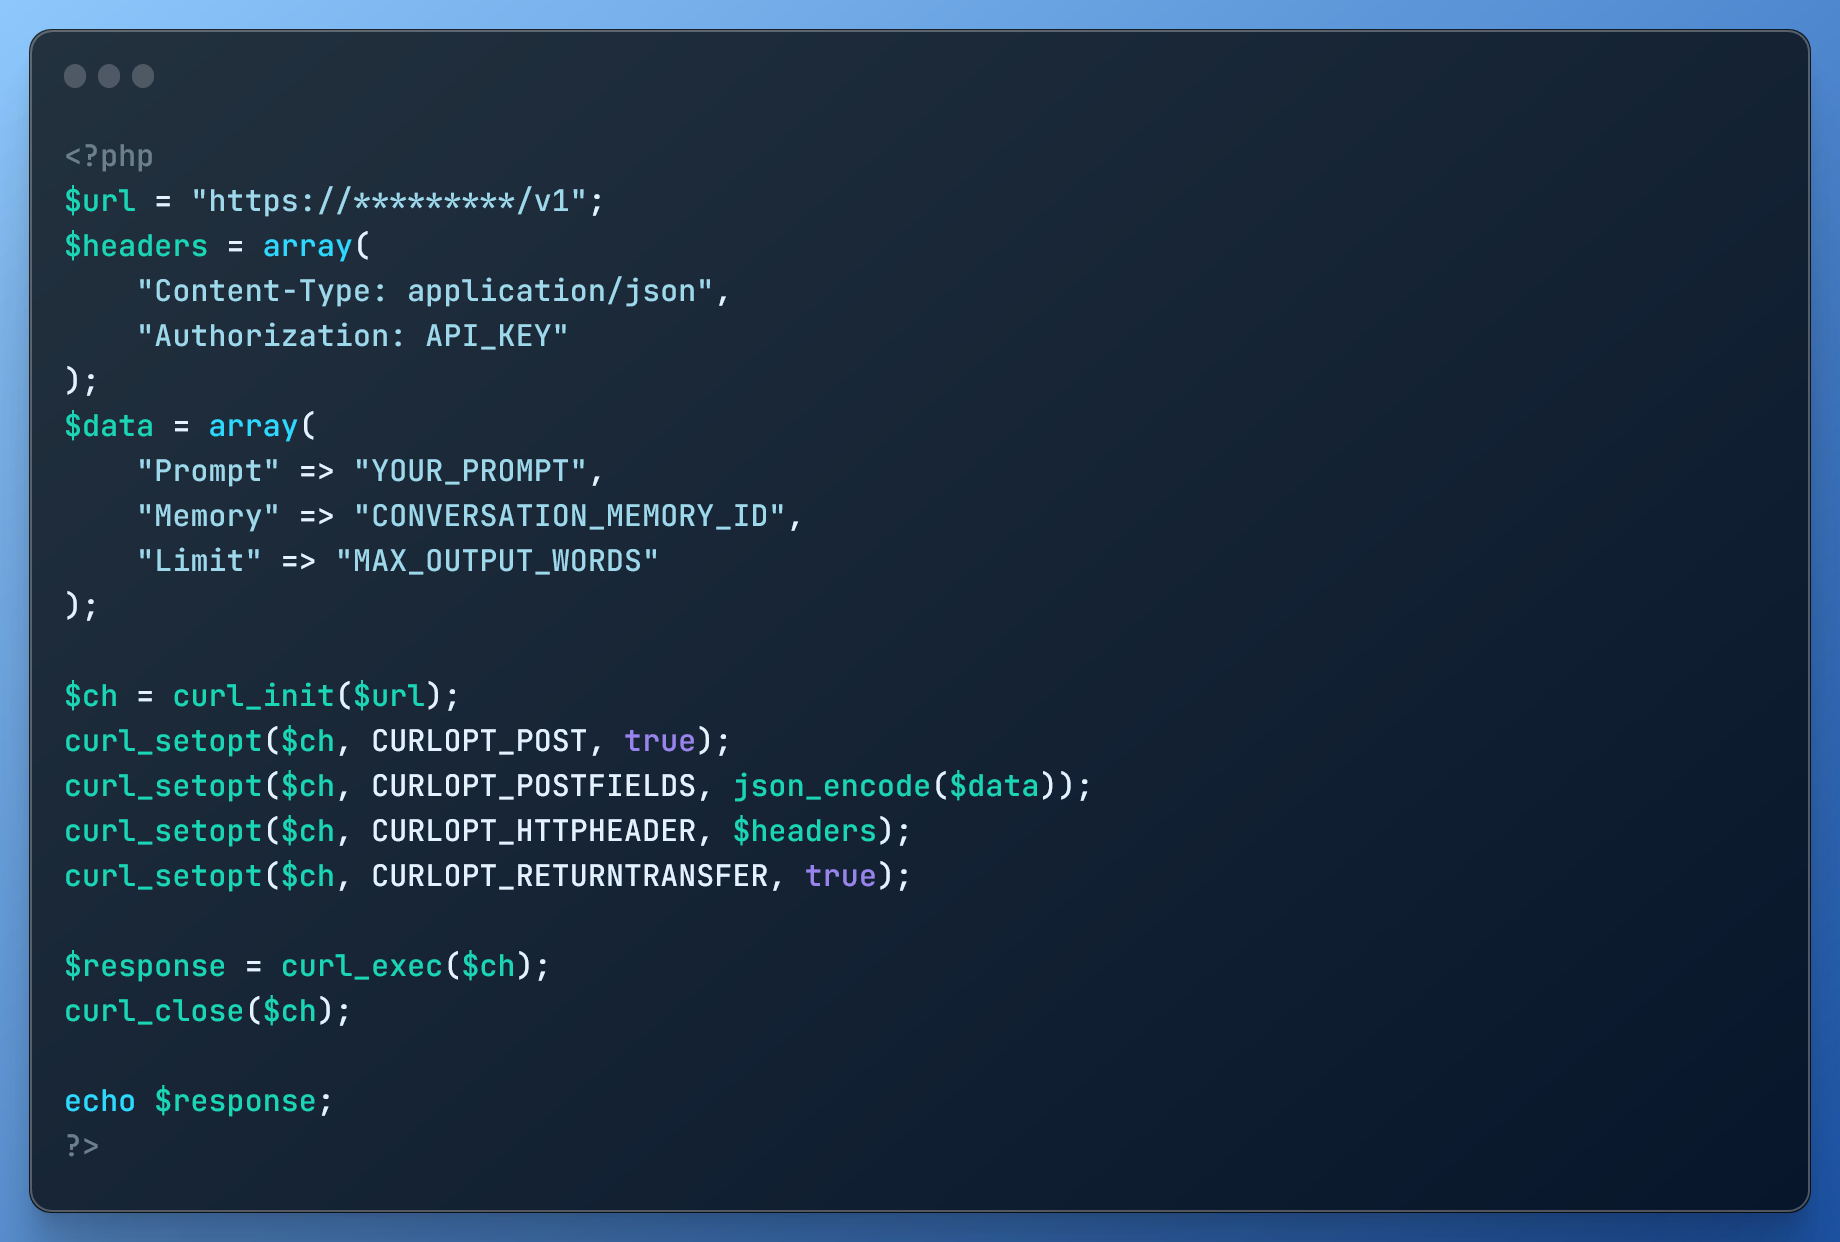 <?php
$url = "https://*********/v1";
$headers = array(
    "Content-Type: application/json",
    "Authorization: API_KEY"
);
$data = array(
    "Prompt" => "YOUR_PROMPT",
    "Memory" => "CONVERSATION_MEMORY_ID",
    "Limit" => "MAX_OUTPUT_WORDS"
);

$ch = curl_init($url);
curl_setopt($ch, CURLOPT_POST, true);
curl_setopt($ch, CURLOPT_POSTFIELDS, json_encode($data));
curl_setopt($ch, CURLOPT_HTTPHEADER, $headers);
curl_setopt($ch, CURLOPT_RETURNTRANSFER, true);

$response = curl_exec($ch);
curl_close($ch);

echo $response;
?>